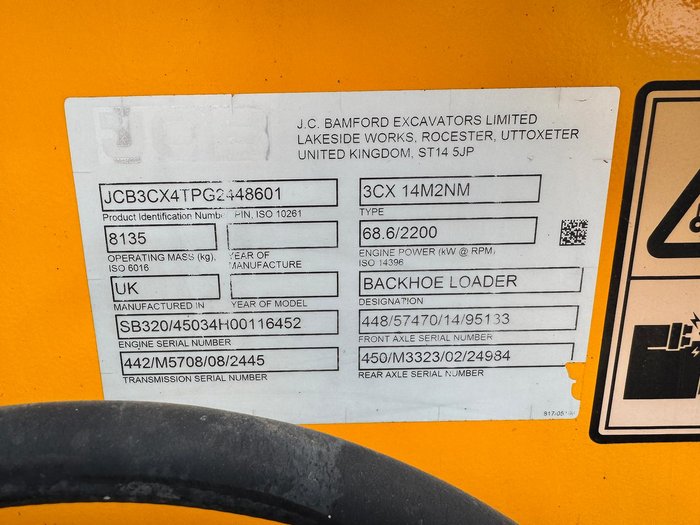 J.C. BAMFORD EXCAVATORS LIMITED
LAKESIDE WORKS, ROCESTER, UTTOXETER
UNITED KINGDOM, ST14 5JP
JCB3CX4TPG2448601
Product Identification Numbe PIN, ISO 10261
3CX 14M2NM
TYPE
8135
OPERATING MASS (kg),
ISO 6016
YEAR OF
MANUFACTURE
68.6/2200
ENGINE POWER (kW @ RPM)
ISO 14396
UK
MANUFACTURED IN
YEAR OF MODEL
BACKHOE LOADER
DESIGNATION
SB320/45034H00116452
ENGINE SERIAL NUMBER
448/57470/14/95133
FRONT AXLE SERIAL NUMBER
442/M5708/08/2445
TRANSMISSION SERIAL NUMBER
450/M3323/02/24984
REAR AXLE SERIAL NUMBER